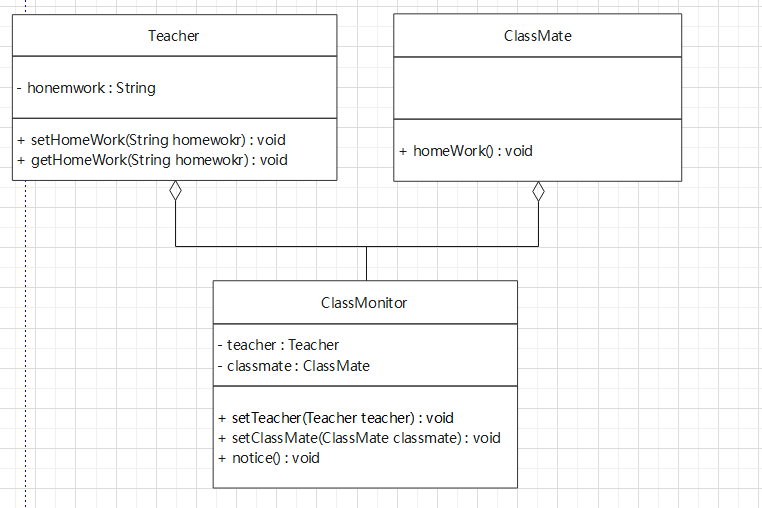 Teacher
- honemwork : String
+ setHomeWork(String homewokr) : void
+ getHomeWork(String homewokr) : void
ClassMate
+ homeWork() : void
ClassMonitor
- teacher : Teacher
- classmate : ClassMate
+ setTeacher(Teacher teacher) : void
+ setClassMate(ClassMate classmate) : void
+ notice() : void